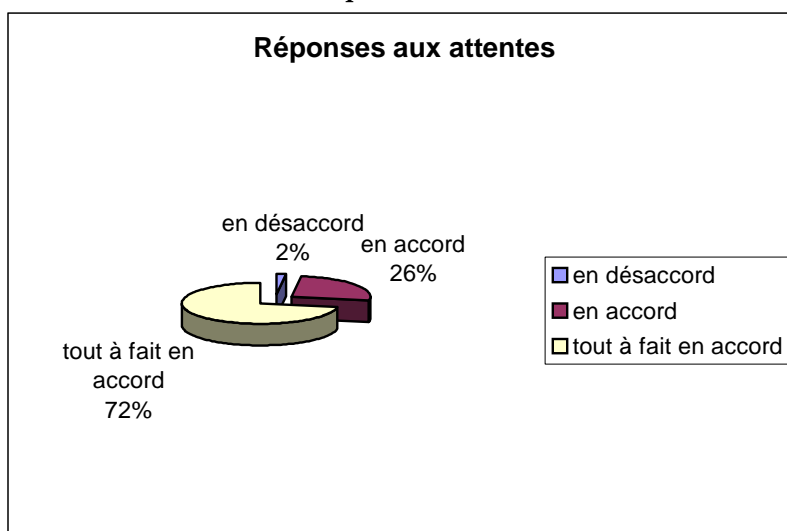 Réponses aux attentes
en désaccord
2%
en accord
26%
tout à fait en
accord
72%
en désaccord
en accord
tout à fait en accord